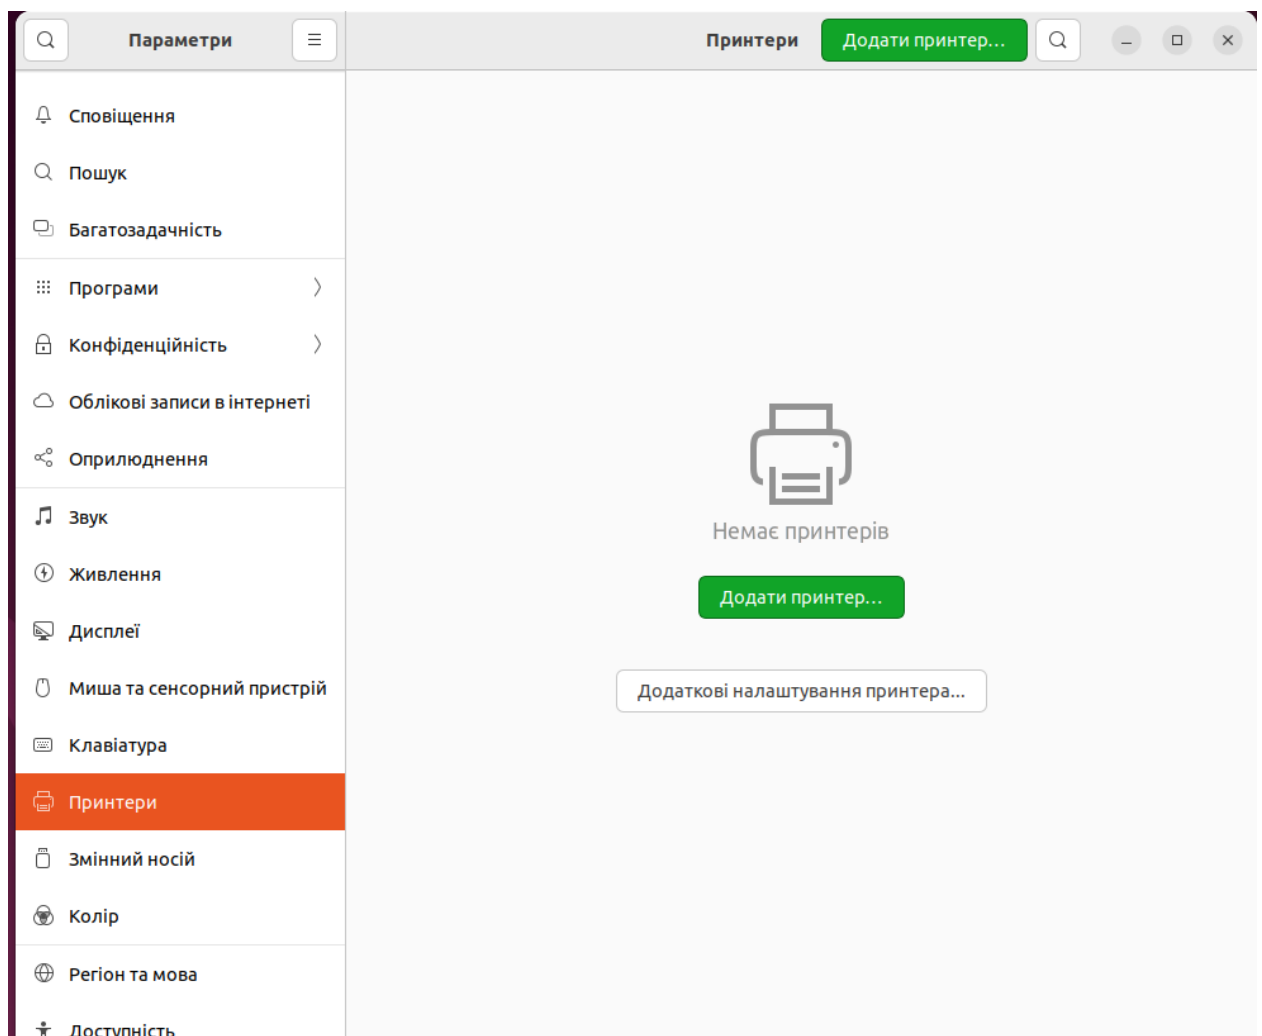 Параметри
Принтери
Додати принтер...
Сповіщення
Пошук
Багатозадачність
Програми
Конфіденційність
Облікові записи в інтернеті
Оприлюднення
Звук
Живлення
Дисплеї
Миша та сенсорний пристрій
Клавіатура
Принтери
Змінний носій
Колір
Регіон та мова
Доступність
Немає принтерів
Додати принтер...
Додаткові налаштування принтера...